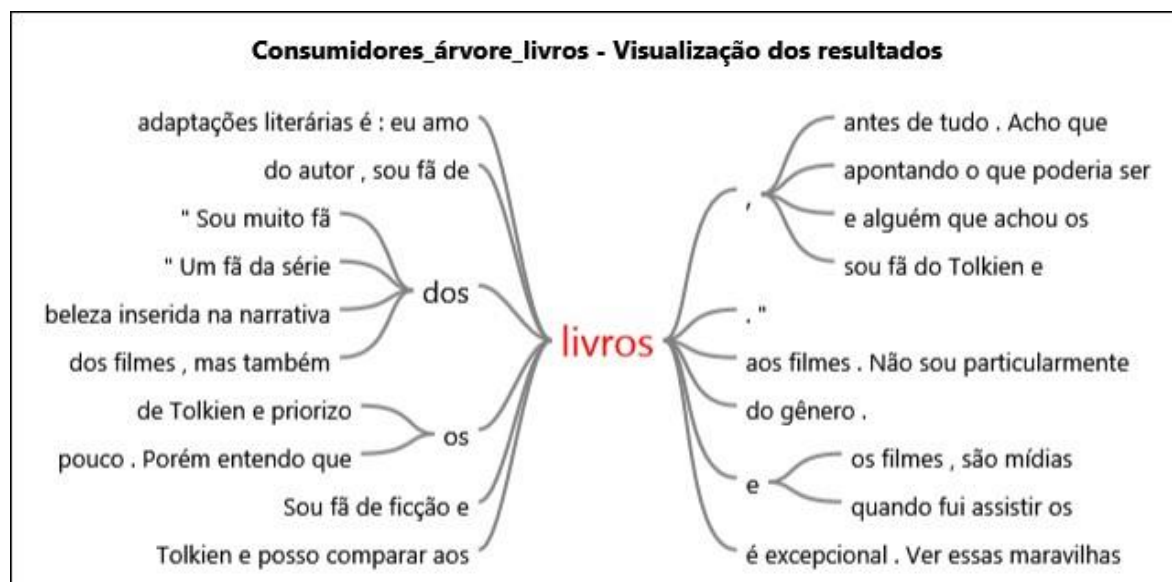 Consumidores_árvore_livros - Visualização dos resultados
adaptações literárias é : eu amo
do autor , sou fã de
" Sou muito fã
" Um fã da série
beleza inserida na narrativa
dos filmes , mas também
dos
de Tolkien e priorizo
pouco . Porém entendo que
os
Sou fã de ficção e
Tolkien e posso comparar aos
livros
,
antes de tudo . Acho que
apontando o que poderia ser
e alguém que achou os
sou fã do Tolkien e
. "
aos filmes . Não sou particularmente
do gênero .
e
os filmes , são mídias
quando fui assistir os
é excepcional . Ver essas maravilhas